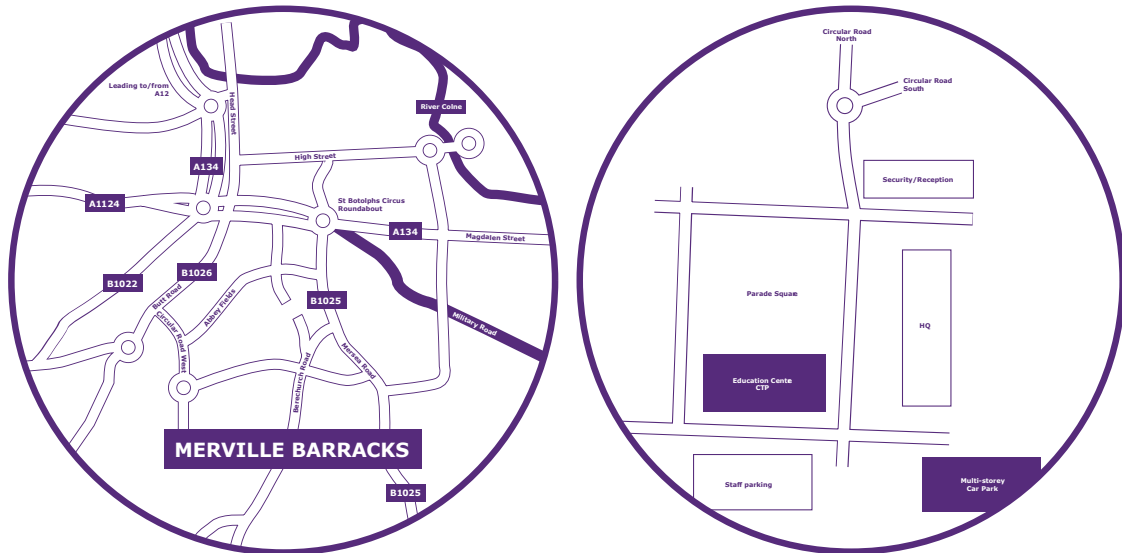 Leading to/from
A12
Head Street
River Colne
High Street
A134
A1124
St Botolphs Circus
Roundabout
A134
Magdalen Street
B1026
B1022
Butt Road
Abbey Fields
B1025
Military Road
Circular Road West
Mersea Road
Berechurch Road
MERVILLE BARRACKS
B1025
Circular Road
North
Circular Road
South
Security/Reception
Parade Square
HQ
Education Cente
CTP
Staff parking
Multi-storey
Car Park